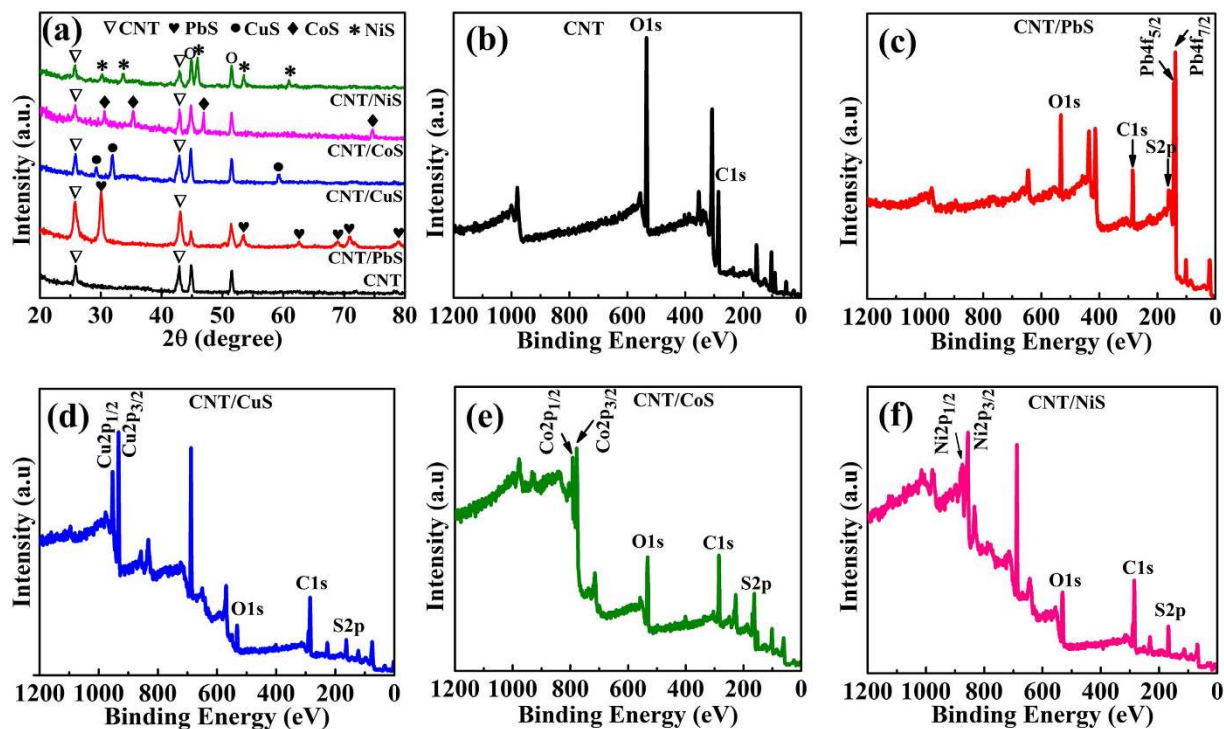 (a) ▽ CNT ♥ PbS ● CuS ◆ CoS * NiS
O
CNT/NiS
CNT/CoS
CNT/CuS
CNT/PbS
CNT
Intensity (a.u.)
20 30 40 50 60 70 80
2θ (degree)
(b) CNT
O1s
C1s
Intensity (a.u)
1200 1000 800 600 400 200 0
Binding Energy (eV)
(c) CNT/PbS
Pb4f5/2
Pb4f7/2
O1s
C1s
S2p
Intensity (a.u)
1200 1000 800 600 400 200 0
Binding Energy (eV)
(d) CNT/CuS
Cu2p1/2
Cu2p3/2
O1s
C1s
S2p
Intensity (a.u)
1200 1000 800 600 400 200 0
Binding Energy (eV)
(e) CNT/CoS
Co2p1/2
Co2p3/2
O1s
C1s
S2p
Intensity (a.u)
1200 1000 800 600 400 200 0
Binding Energy (eV)
(f) CNT/NiS
Ni2p1/2
Ni2p3/2
O1s
C1s
S2p
Intensity (a.u)
1200 1000 800 600 400 200 0
Binding Energy (eV)